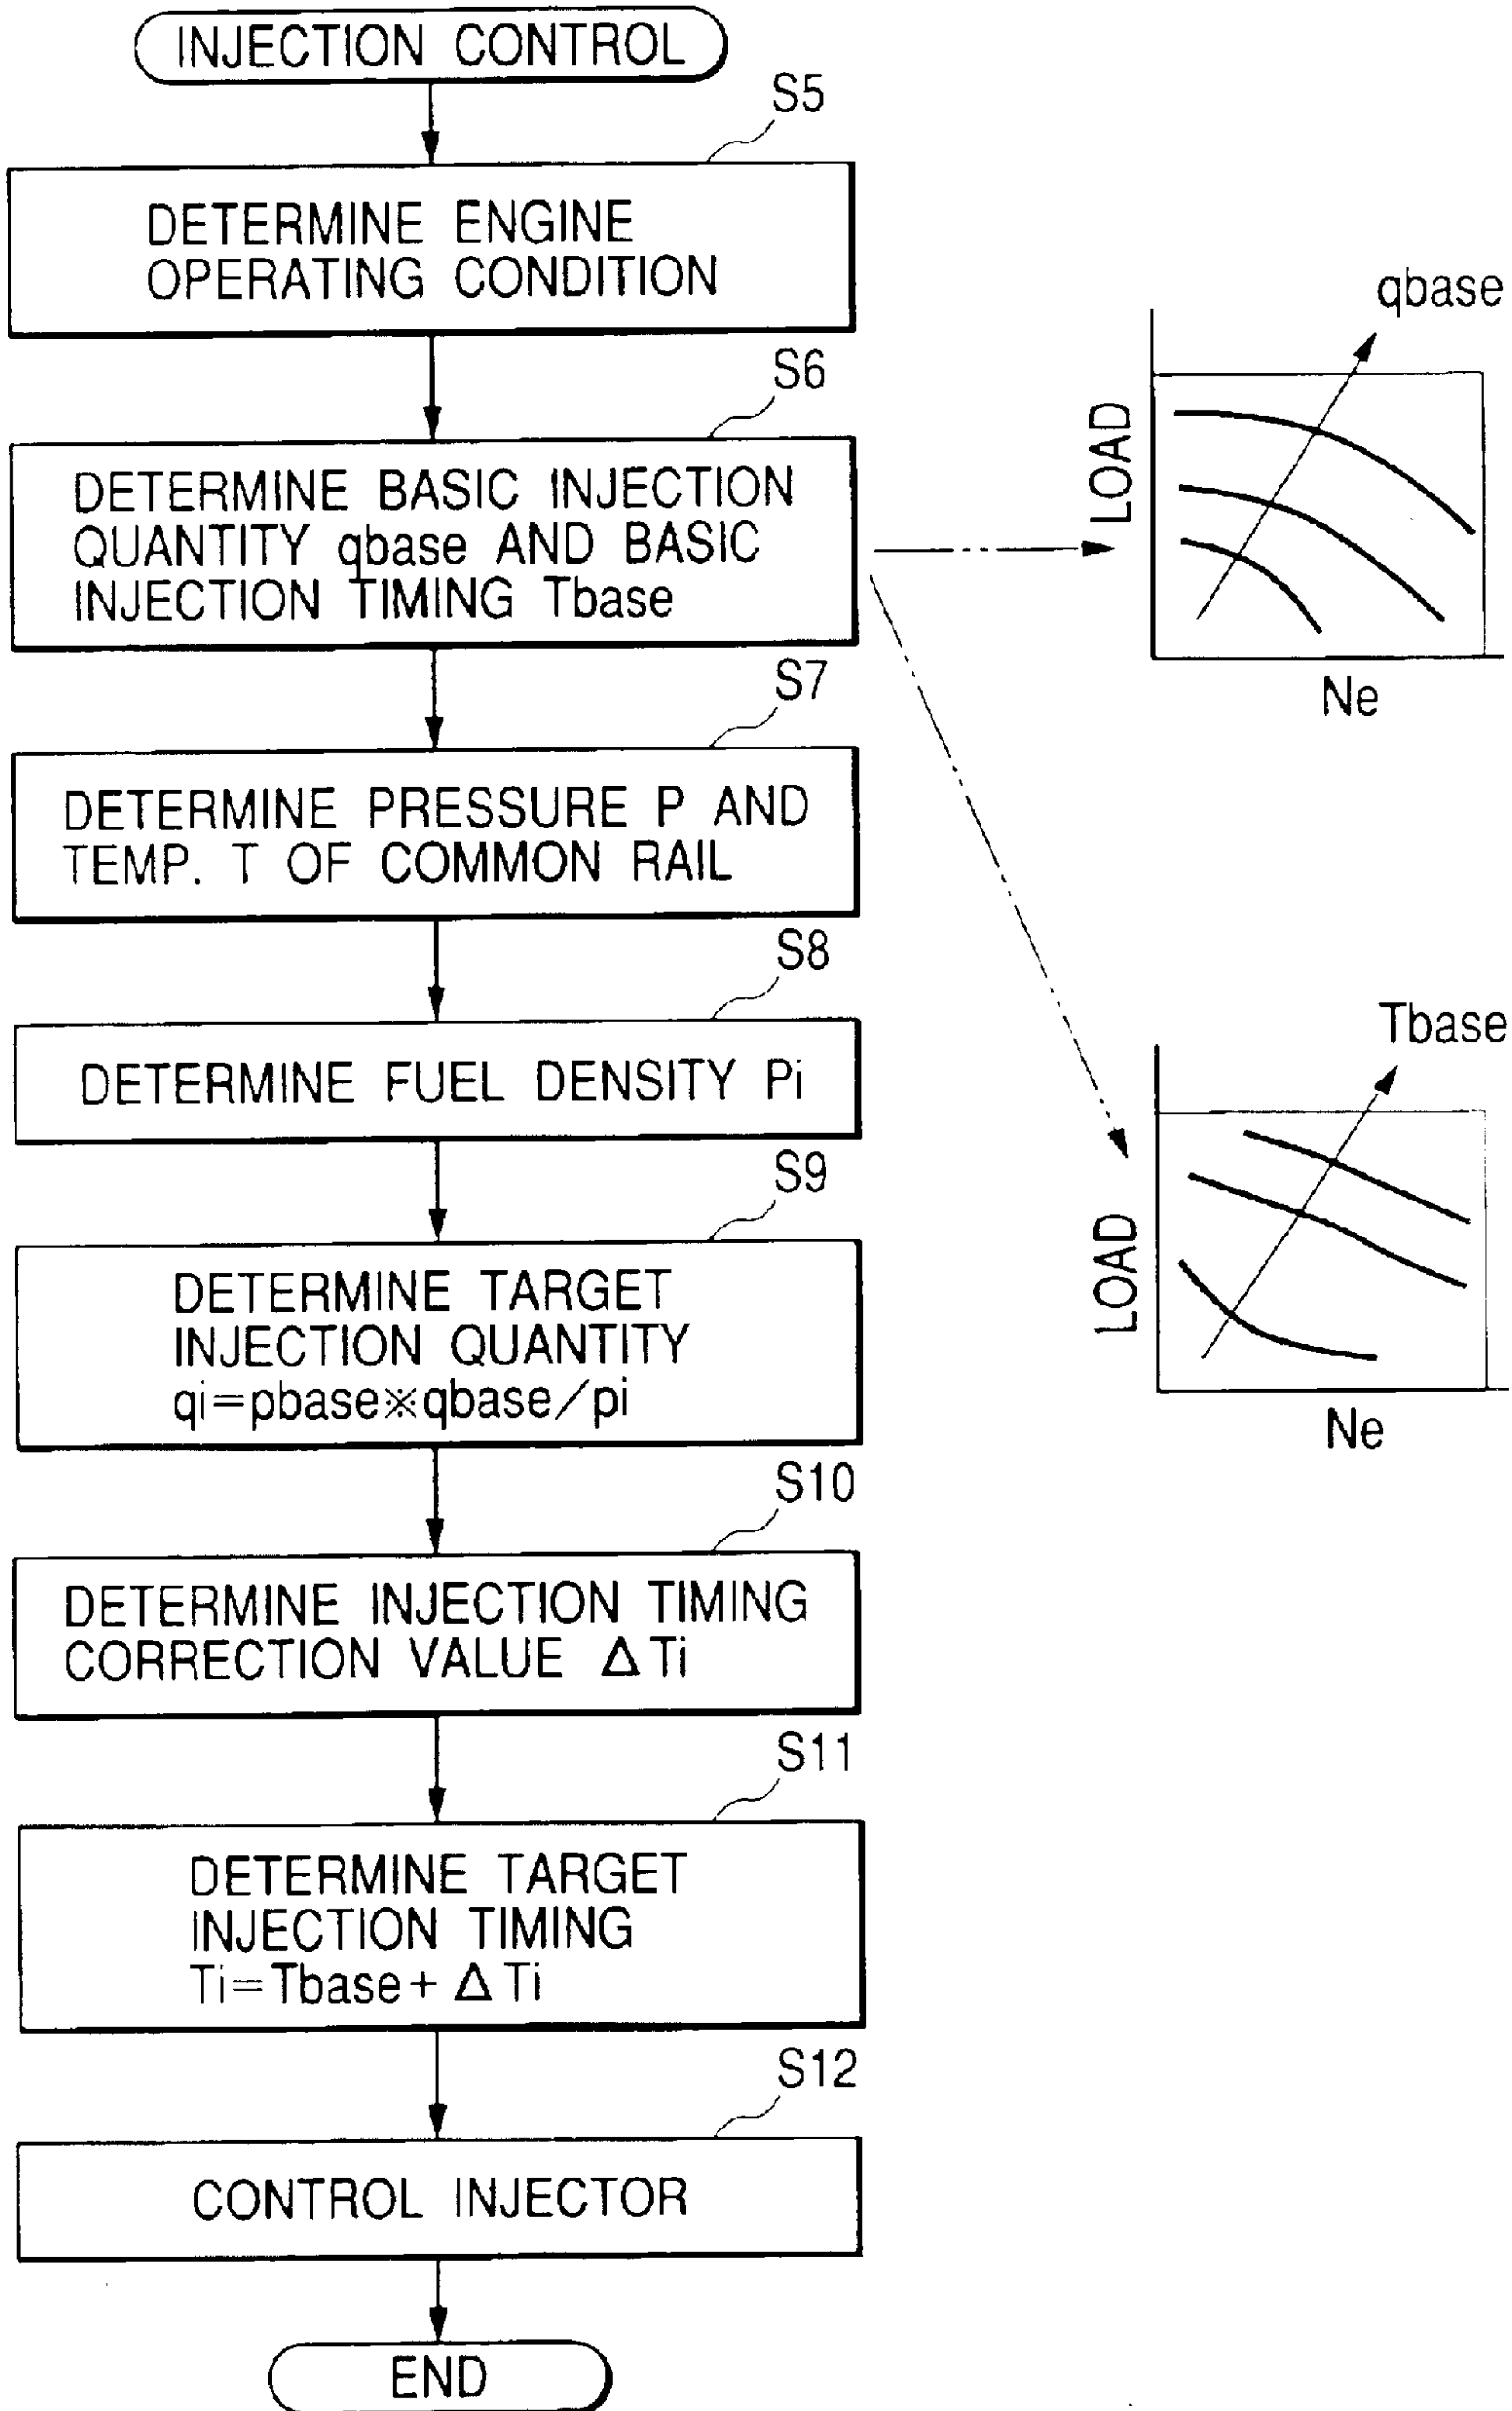 INJECTION CONTROL
S5
DETERMINE ENGINE
OPERATING CONDITION
S6
DETERMINE BASIC INJECTION
QUANTITY qbase AND BASIC
INJECTION TIMING Tbase
qbase
LOAD
Ne
S7
DETERMINE PRESSURE P AND
TEMP. T OF COMMON RAIL
S8
DETERMINE FUEL DENSITY Pi
Tbase
LOAD
Ne
S9
DETERMINE TARGET
INJECTION QUANTITY
qi=pbase※qbase/pi
S10
DETERMINE INJECTION TIMING
CORRECTION VALUE Δ Ti
S11
DETERMINE TARGET
INJECTION TIMING
Ti=Tbase+ Δ Ti
S12
CONTROL INJECTOR
END